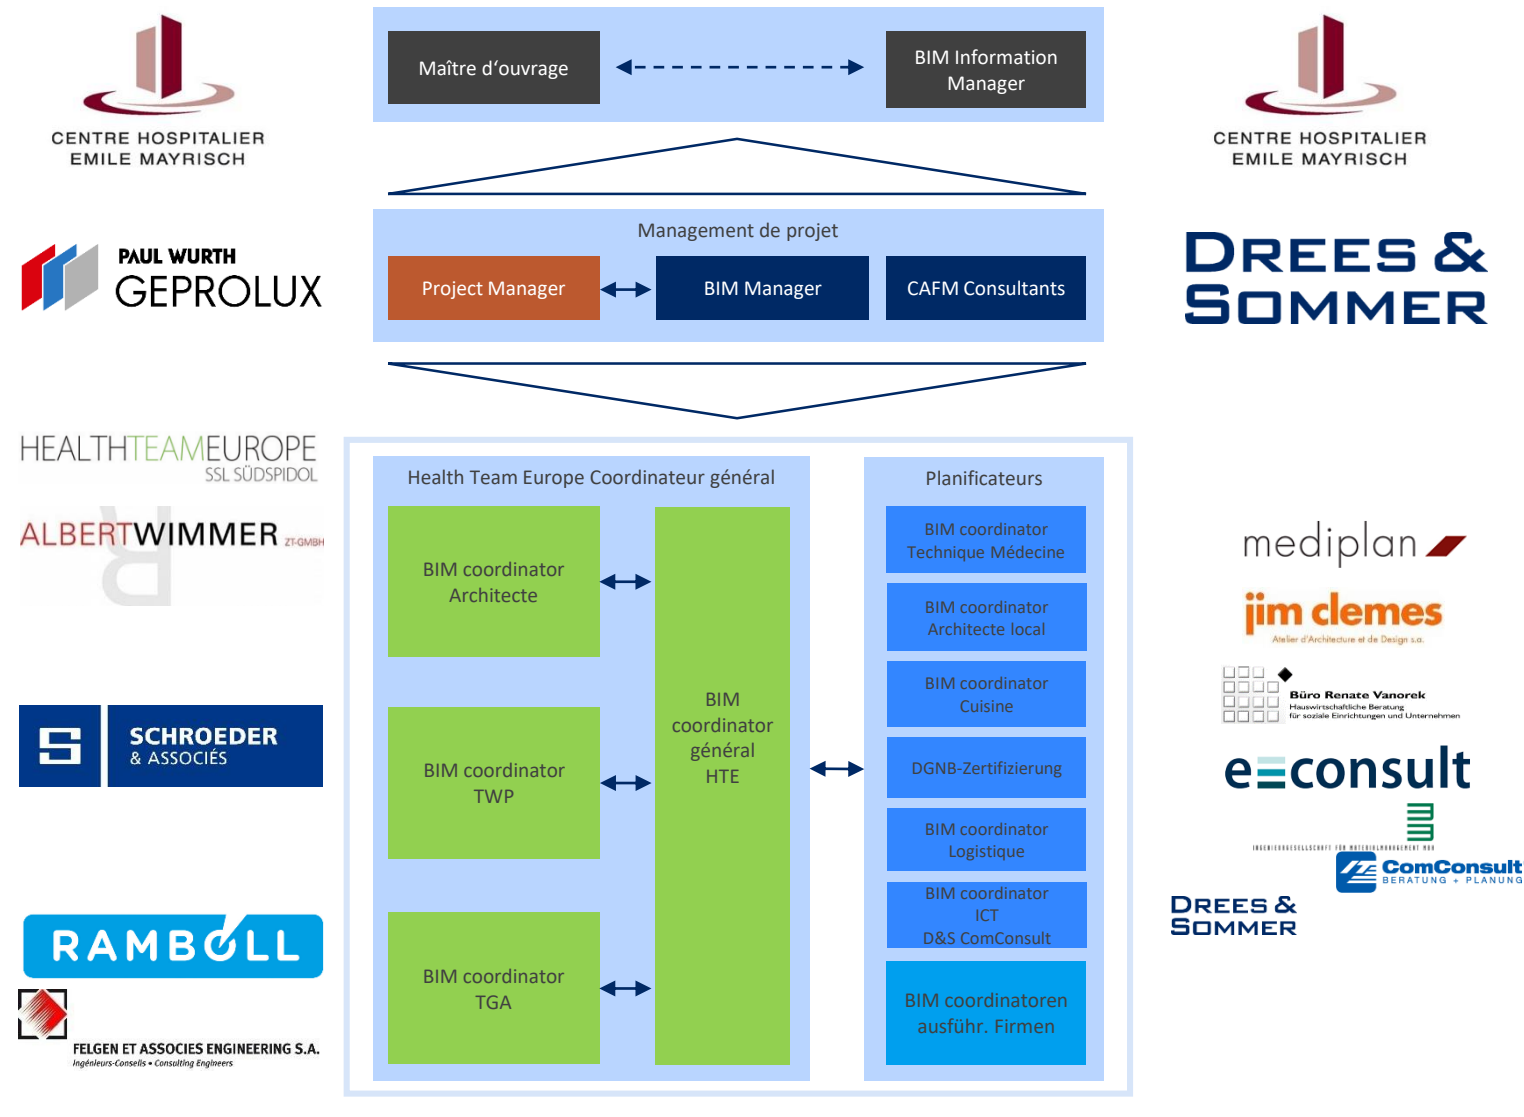 CENTRE HOSPITALIER
EMILE MAYRISCH
Maître d‘ouvrage
BIM Information
Manager
CENTRE HOSPITALIER
EMILE MAYRISCH
PAUL WURTH
GEPROLUX
Management de projet
Project Manager
BIM Manager
CAFM Consultants
DREES &
SOMMER
HEALTHTEAMEUROPE
SSL SÜDSPIDOL
ALBERTWIMMER ZT-GMBH
R
SCHROEDER
& ASSOCIÉS
RAMBOLL
FELGEN ET ASSOCIES ENGINEERING S.A.
Ingénieurs-Conseils • Consulting Engineers
Health Team Europe Coordinateur général
BIM coordinator
Architecte
BIM coordinator
TWP
BIM coordinator
TGA
BIM
coordinator
général
HTE
Planificateurs
BIM coordinator
Technique Médecine
BIM coordinator
Architecte local
BIM coordinator
Cuisine
DGNB-Zertifizierung
BIM coordinator
Logistique
BIM coordinator
ICT
D&S ComConsult
BIM coordinatoren
ausführ. Firmen
mediplan
jim clemes
Atelier d'Architecture et de Design s.a.
Büro Renate Vanorek
Hauswirtschaftliche Beratung
für soziale Einrichtungen und Unternehmen
e consult
INGENIEURGESELLSCHAFT FÜR MATERIALMANAGEMENT MBH
ComConsult
BERATUNG + PLANUNG
DREES &
SOMMER